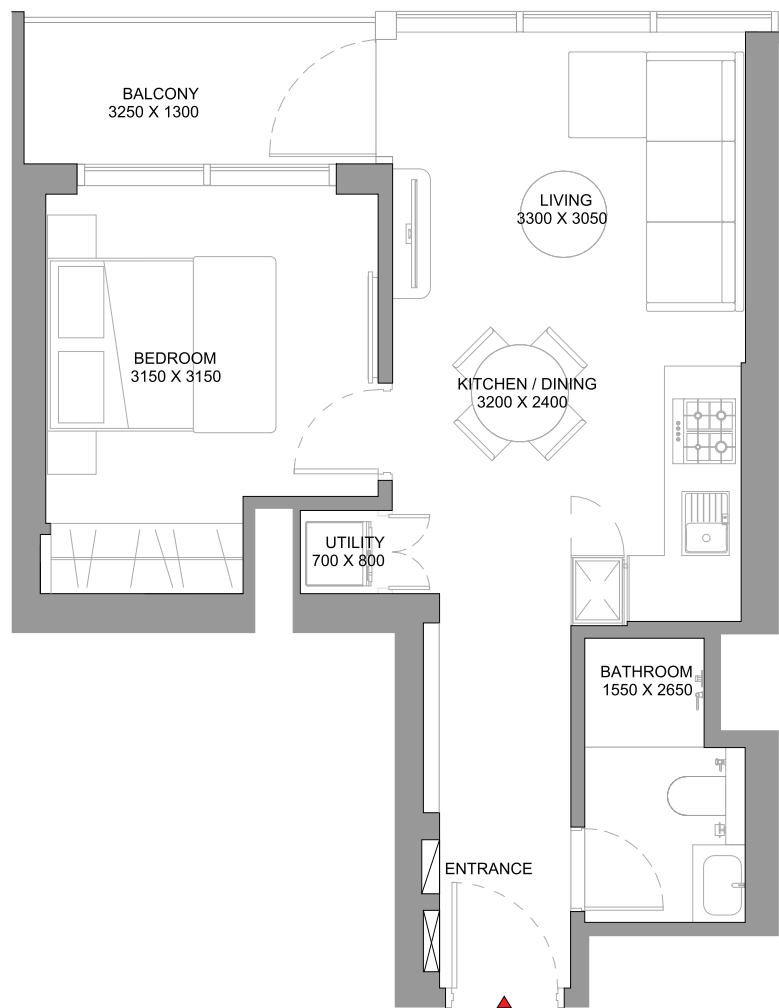 BALCONY
3250 X 1300
LIVING
3300 X 3050
BEDROOM
3150 X 3150
KITCHEN / DINING
3200 X 2400
UTILITY
700 X 800
BATHROOM
1550 X 2650
ENTRANCE